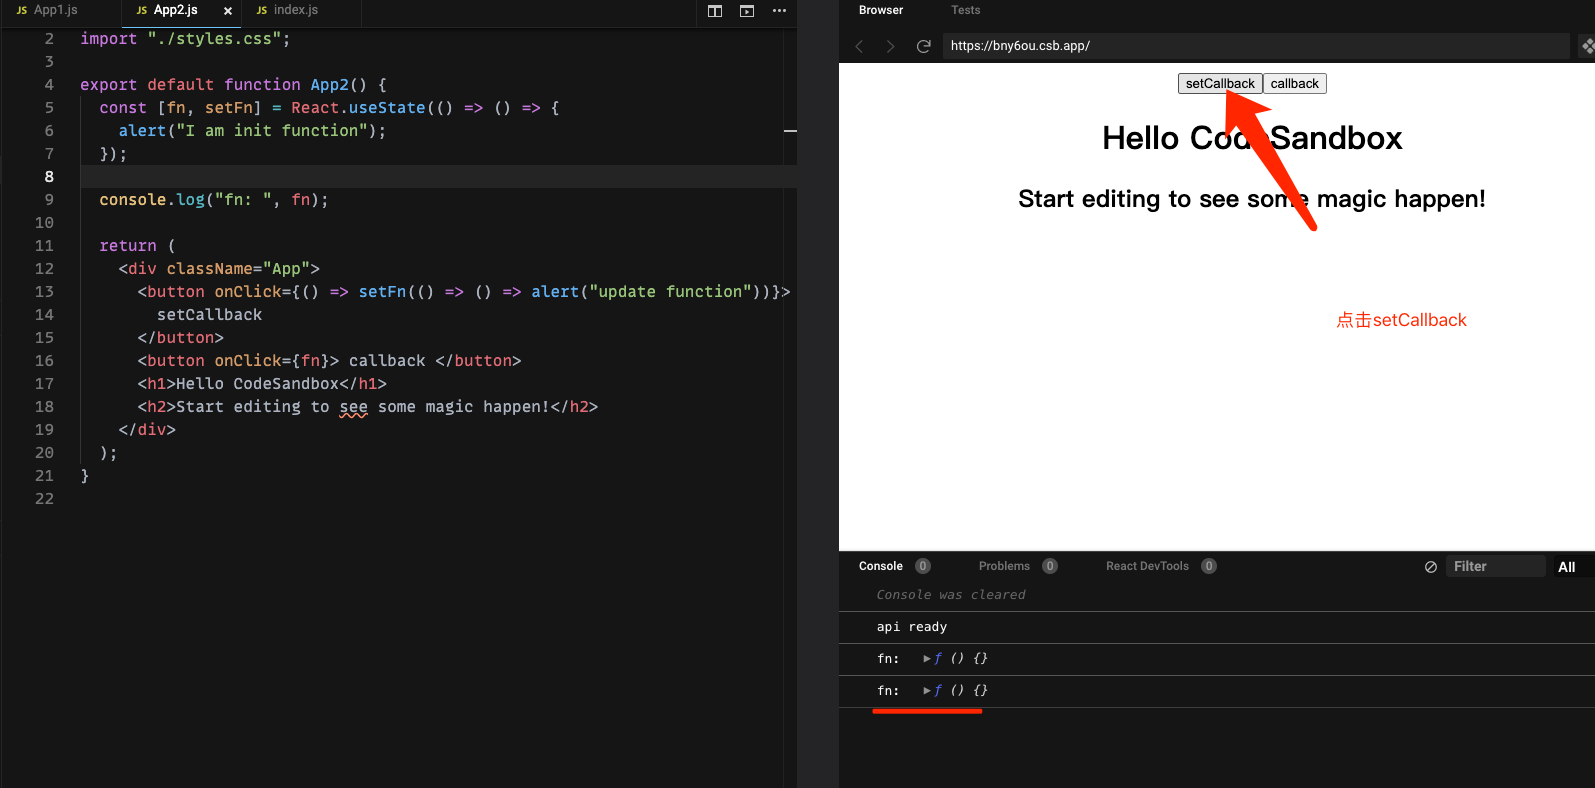 JS App1.js
JS App2.js ×
JS index.js
2 import "./styles.css";
3
4 export default function App2() {
5 const [fn, setFn] = React.useState(() => () => {
6 alert("I am init function");
7 });
8
9 console.log("fn: ", fn);
10
11 return (
12 <div className="App">
13 <button onClick={() => setFn(() => () => alert("update function"))}>
14 setCallback
15 </button>
16 <button onClick={fn}> callback </button>
17 <h1>Hello CodeSandbox</h1>
18 <h2>Start editing to see some magic happen!</h2>
19 </div>
20 );
21 }
22
Browser Tests
https://bny6ou.csb.app/
setCallback callback
Hello CodeSandbox
Start editing to see some magic happen!
点击setCallback
Console 0 Problems 0 React DevTools 0 Filter All
Console was cleared
api ready
fn: ▶ƒ () {}
fn: ▶ƒ () {}